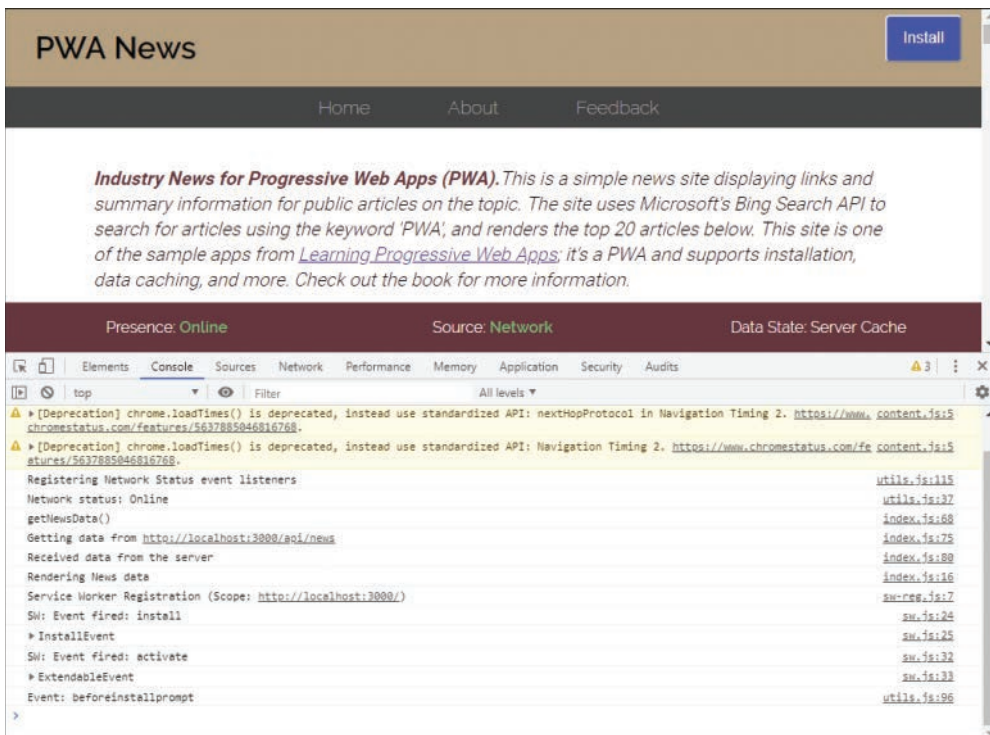 PWA News
Install
Home About Feedback
Industry News for Progressive Web Apps (PWA).This is a simple news site displaying links and
summary information for public articles on the topic. The site uses Microsoft's Bing Search API to
search for articles using the keyword 'PWA', and renders the top 20 articles below. This site is one
of the sample apps from Learning Progressive Web Apps; it's a PWA and supports installation,
data caching, and more. Check out the book for more information.
Presence: Online Source: Network Data State: Server Cache
Elements Console Sources Network Performance Memory Application Security Audits 3
top Filter All levels
[Deprecation] chrome.loadTimes() is deprecated, instead use standardized API: nextHopProtocol in Navigation Timing 2. https://www. content.js:5
chromestatus.com/features/5637885046816768.
[Deprecation] chrome.loadTimes() is deprecated, instead use standardized API: Navigation Timing 2. https://www.chromestatus.com/fe content.js:5
atures/5637885046816768.
Registering Network Status event listeners utils.js:115
Network status: Online utils.js:37
getNewsData() index.js:68
Getting data from http://localhost:3000/api/news index.js:75
Received data from the server index.js:80
Rendering News data index.js:16
Service Worker Registration (Scope: http://localhost:3000/) sw-reg.js:7
SW: Event fired: install sw.js:24
InstallEvent sw.js:25
SW: Event fired: activate sw.js:32
ExtendableEvent sw.js:33
Event: beforeinstallprompt utils.js:96